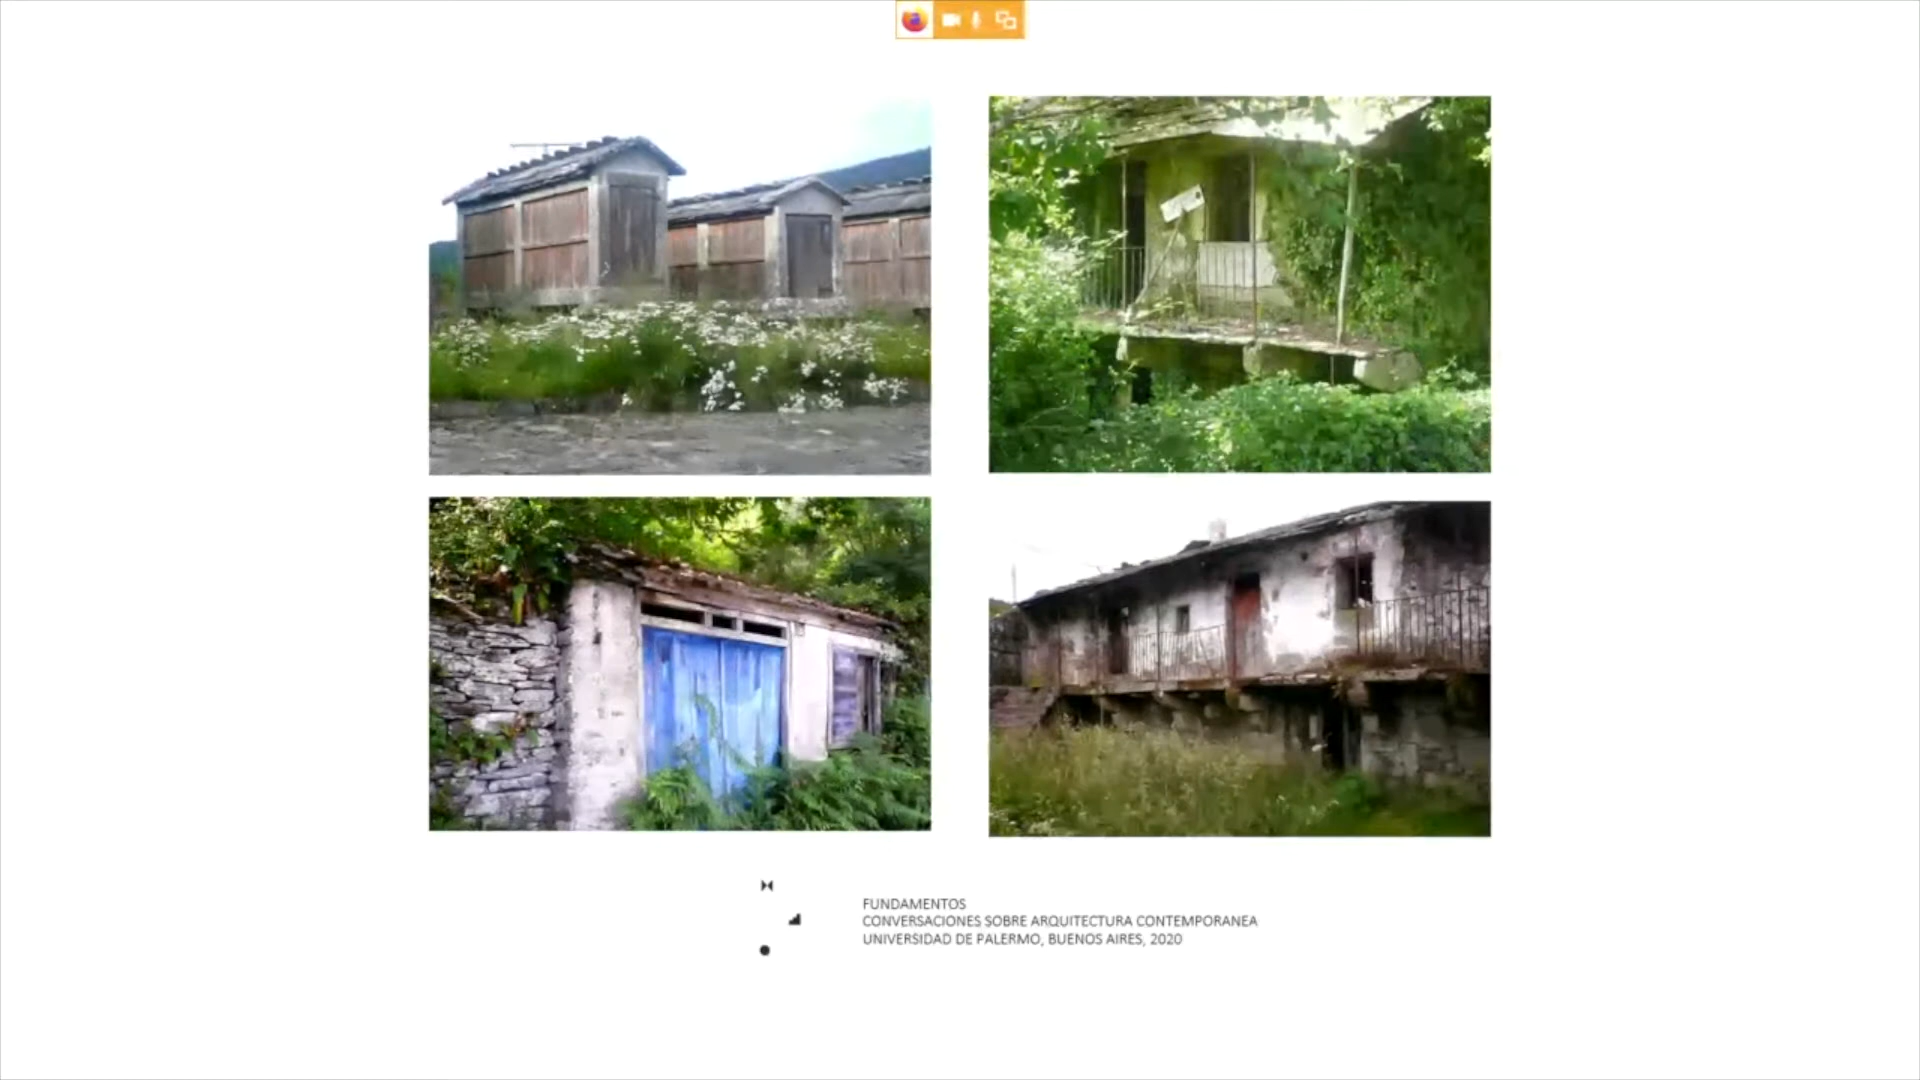 FUNDAMENTOS
CONVERSACIONES SOBRE ARQUITECTURA CONTEMPORANEA
UNIVERSIDAD DE PALERMO, BUENOS AIRES, 2020